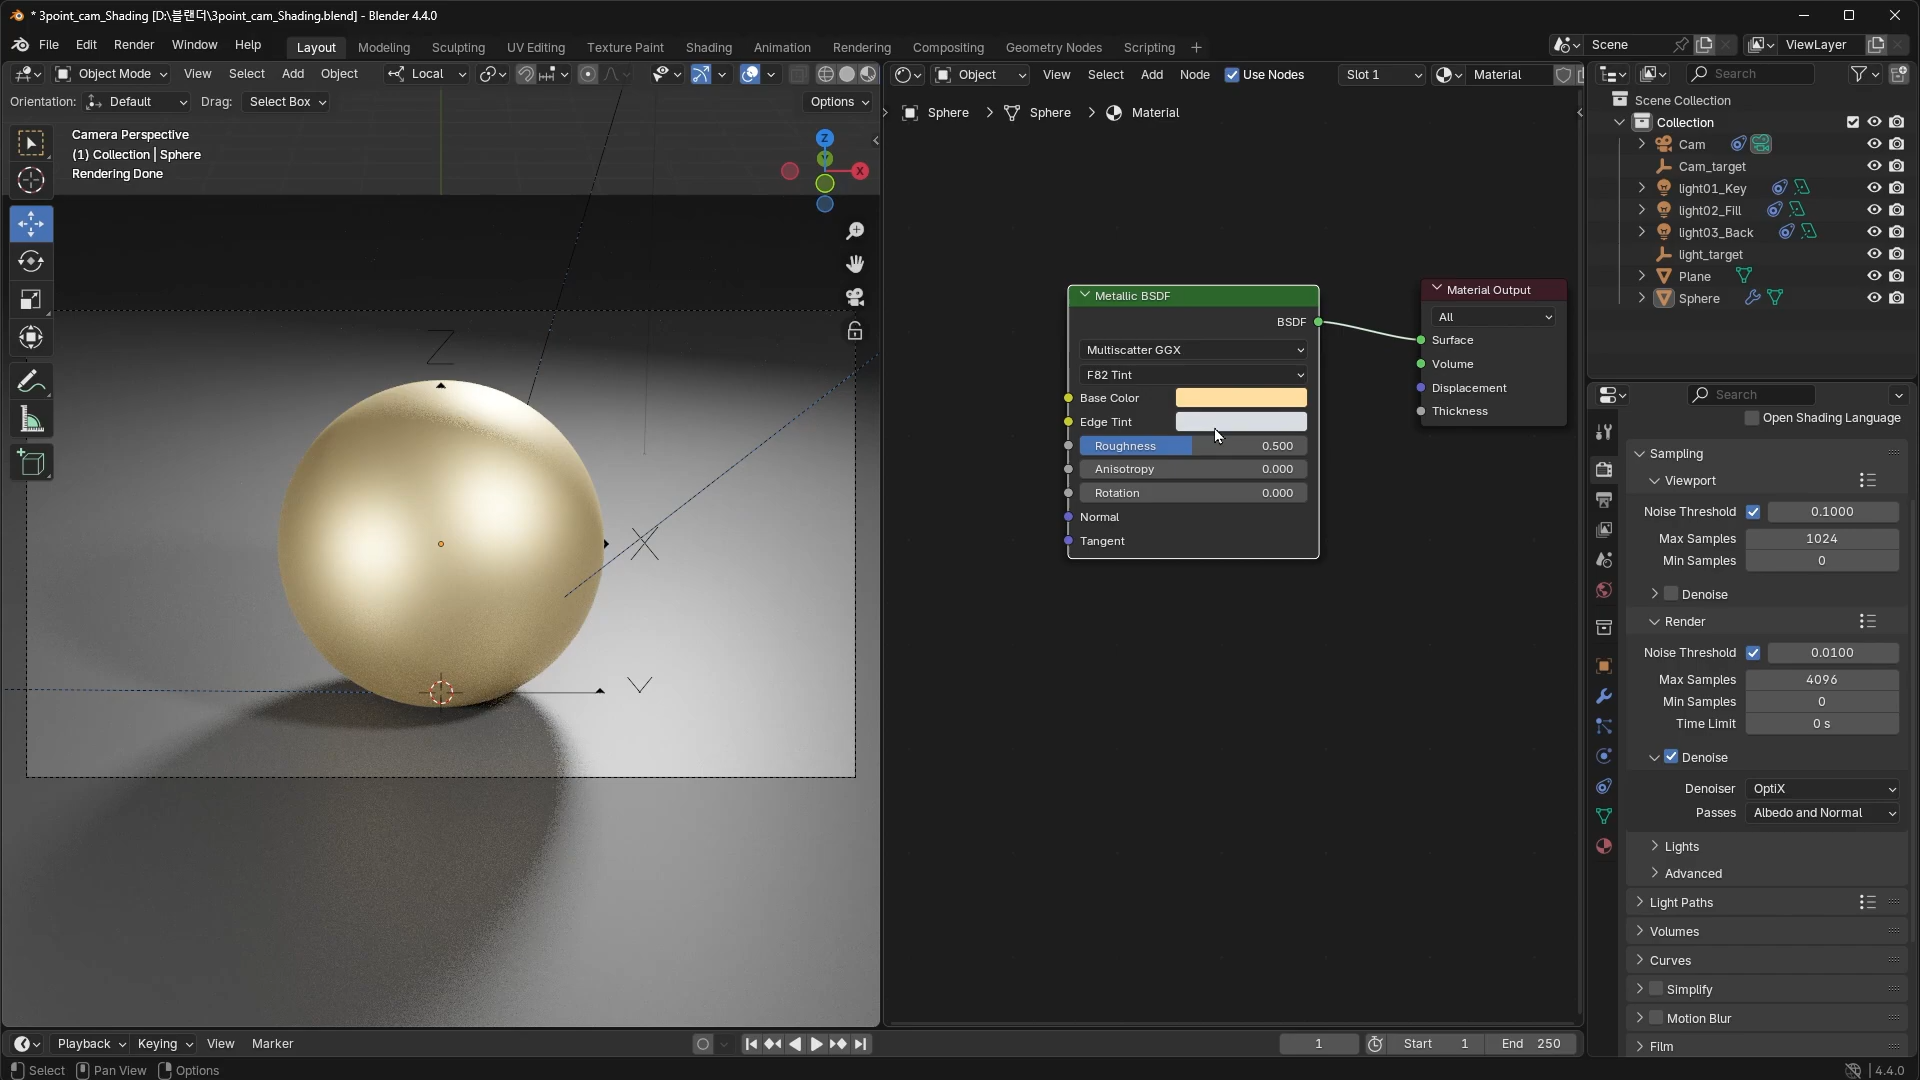 * 3point_cam_Shading [D:\블랜더\3point_cam_Shading.blend] - Blender 4.4.0
File Edit Render Window Help
Layout Modeling Sculpting UV Editing Texture Paint Shading Animation Rendering Compositing Geometry Nodes Scripting +
Scene
ViewLayer
Object Mode View Select Add Object Local
Orientation: Default Drag: Select Box Options
Camera Perspective
(1) Collection | Sphere
Rendering Done
Z
Y
X
Z
X
Y
Object View Select Add Node Use Nodes Slot 1 Material
Sphere > Sphere > Material
Metallic BSDF
BSDF
Multiscatter GGX
F82 Tint
Base Color
Edge Tint
Roughness 0.500
Anisotropy 0.000
Rotation 0.000
Normal
Tangent
Material Output
All
Surface
Volume
Displacement
Thickness
Search
Scene Collection
Collection
Cam
Cam_target
light01_Key
light02_Fill
light03_Back
light_target
Plane
Sphere
Search
Open Shading Language
Sampling
Viewport
Noise Threshold 0.1000
Max Samples 1024
Min Samples 0
Denoise
Render
Noise Threshold 0.0100
Max Samples 4096
Min Samples 0
Time Limit 0 s
Denoise
Denoiser OptiX
Passes Albedo and Normal
Lights
Advanced
Light Paths
Volumes
Curves
Simplify
Motion Blur
Film
Playback Keying View Marker
1 Start 1 End 250
Select Pan View Options
4.4.0